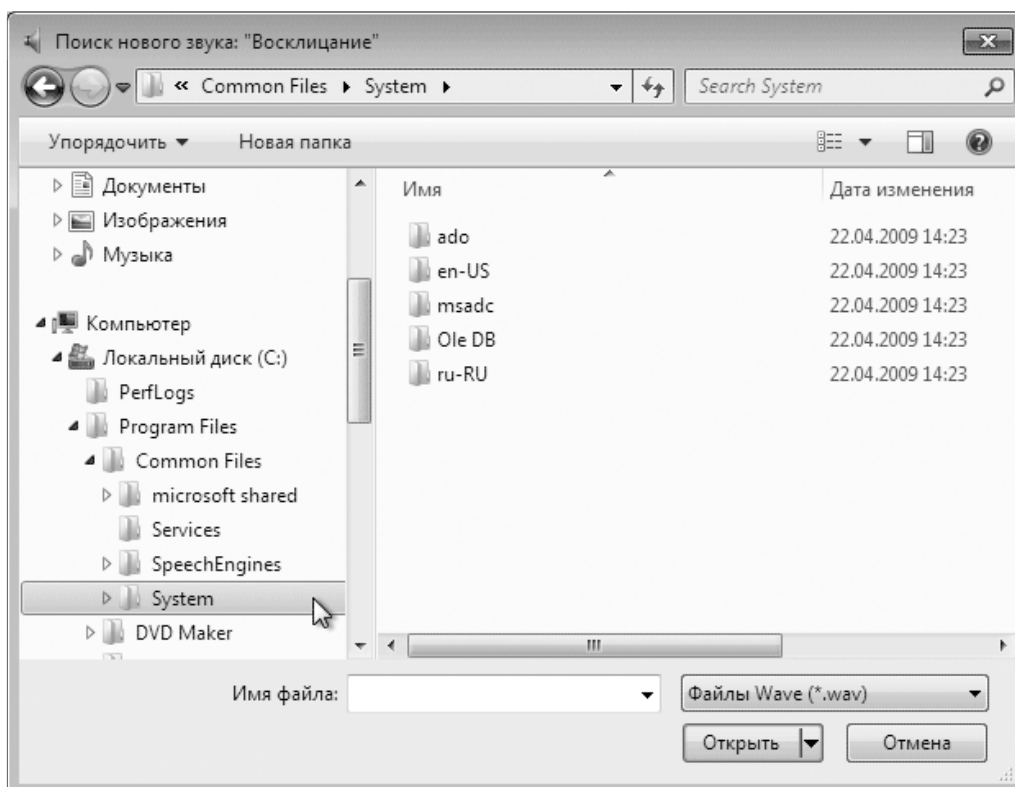 Поиск нового звука: "Восклицание"
« Common Files System Search System
Упорядочить Новая папка
Документы
Изображения
Музыка
Компьютер
Локальный диск (C:)
PerfLogs
Program Files
Common Files
microsoft shared
Services
SpeechEngines
System
DVD Maker
Имя Дата изменения
ado 22.04.2009 14:23
en-US 22.04.2009 14:23
msadc 22.04.2009 14:23
Ole DB 22.04.2009 14:23
ru-RU 22.04.2009 14:23
Имя файла: Файлы Wave (*.wav)
Открыть Отмена